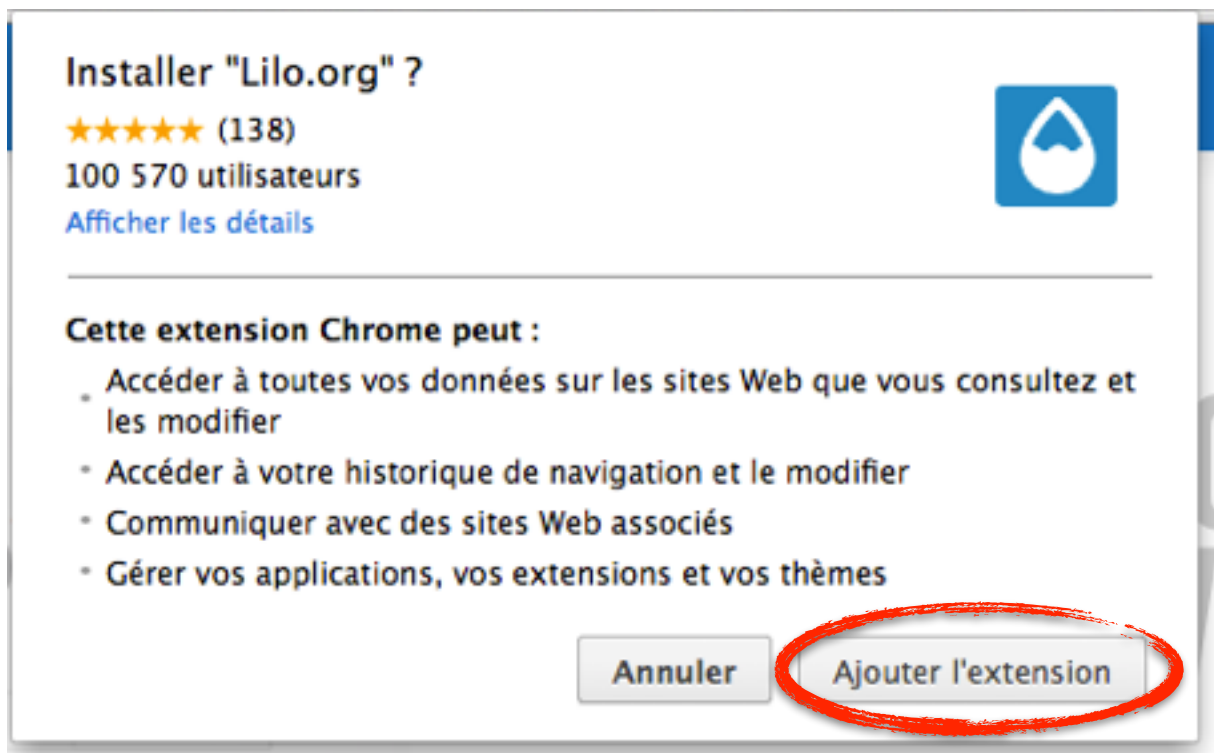 Installer "Lilo.org" ?
★★★★★ (138)
100 570 utilisateurs
Afficher les détails
Cette extension Chrome peut :
Accéder à toutes vos données sur les sites Web que vous consultez et
les modifier
Accéder à votre historique de navigation et le modifier
Communiquer avec des sites Web associés
Gérer vos applications, vos extensions et vos thèmes
Annuler Ajouter l'extension